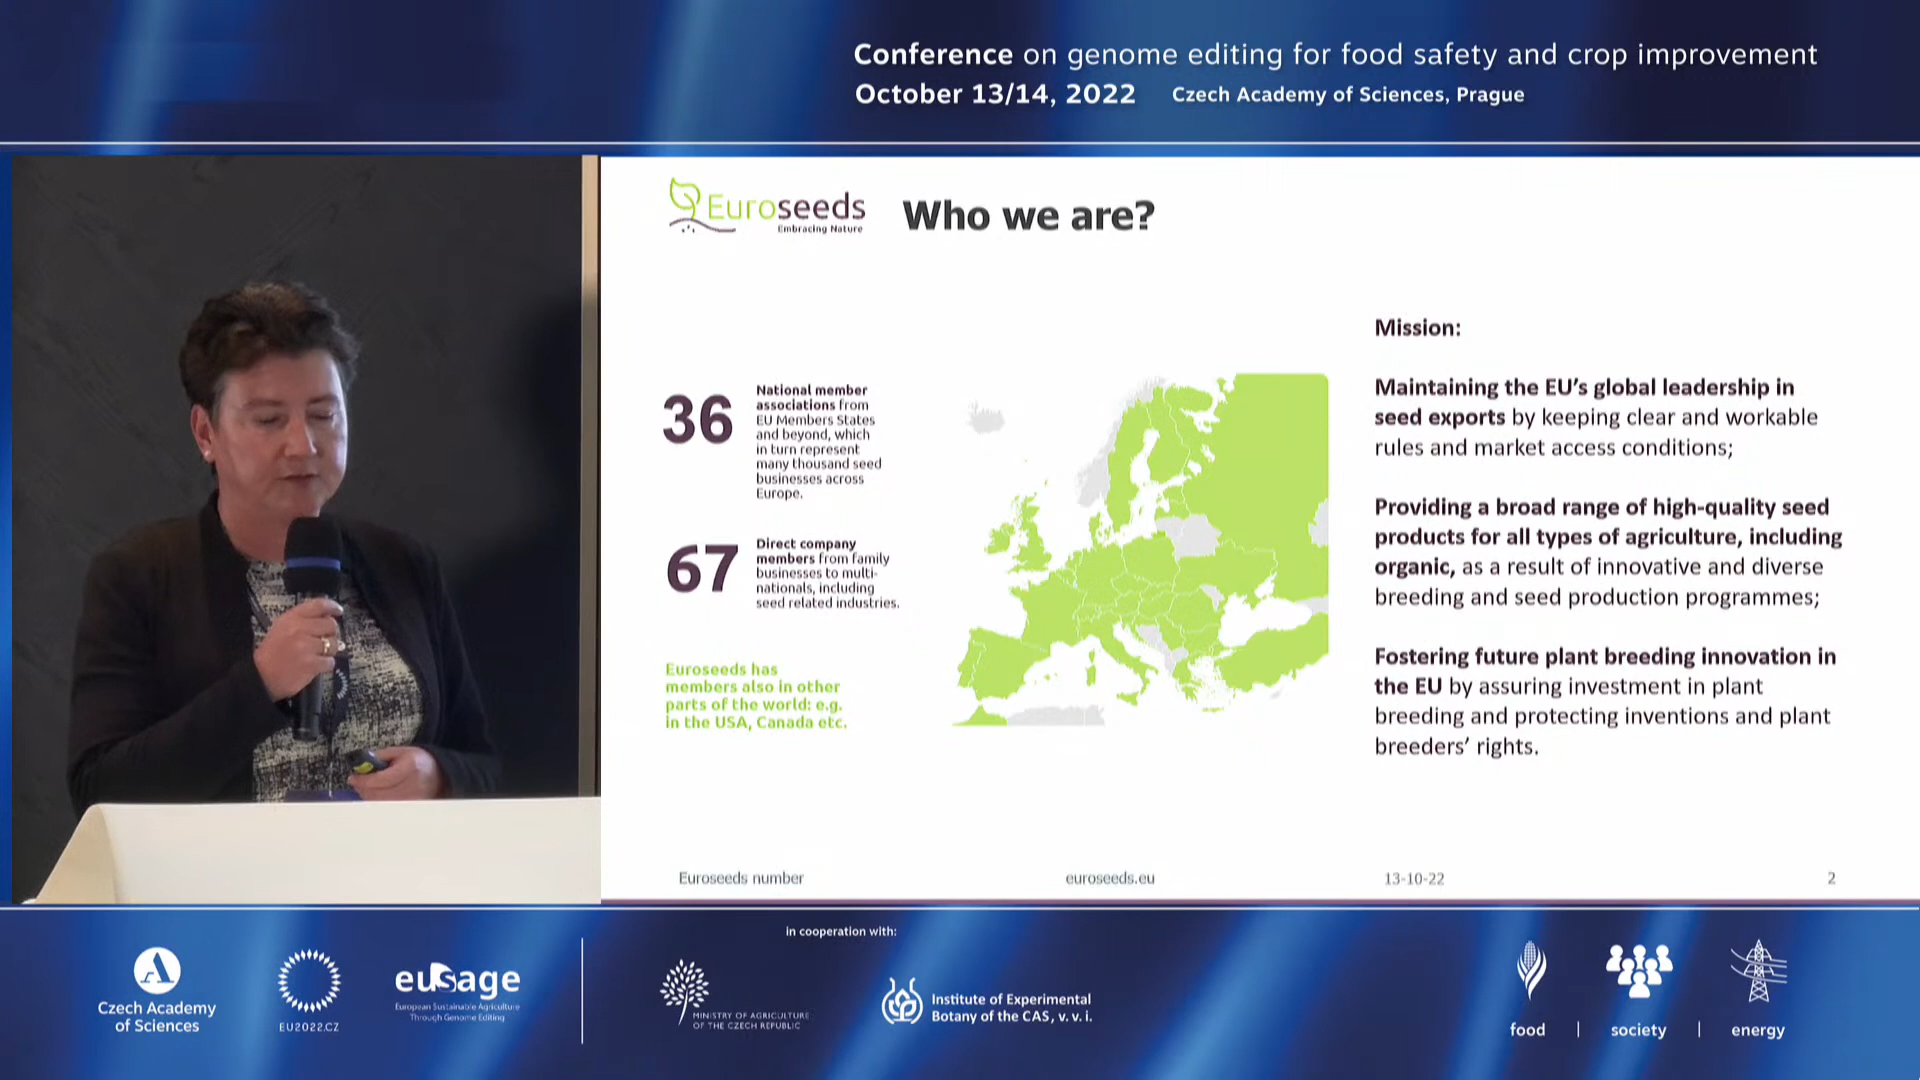 Conference on genome editing for food safety and crop improvement
October 13/14, 2022 Czech Academy of Sciences, Prague
Euroseeds
Embracing Nature
Who we are?
36
National member
associations from
EU Members States
and beyond, which
in turn represent
many thousand seed
businesses across
Europe.
67
Direct company
members from family
businesses to multi-
nationals, including
seed related industries.
Euroseeds has
members also in other
parts of the world: e.g.
in the USA, Canada etc.
Mission:
Maintaining the EU’s global leadership in
seed exports by keeping clear and workable
rules and market access conditions;
Providing a broad range of high-quality seed
products for all types of agriculture, including
organic, as a result of innovative and diverse
breeding and seed production programmes;
Fostering future plant breeding innovation in
the EU by assuring investment in plant
breeding and protecting inventions and plant
breeders’ rights.
Euroseeds number
euroseeds.eu
13-10-22
2
in cooperation with:
Czech Academy
of Sciences
EU2022.CZ
eusage
European Sustainable Agriculture
Through Genome Editing
MINISTRY OF AGRICULTURE
OF THE CZECH REPUBLIC
Institute of Experimental
Botany of the CAS, v. v. i.
food | society | energy